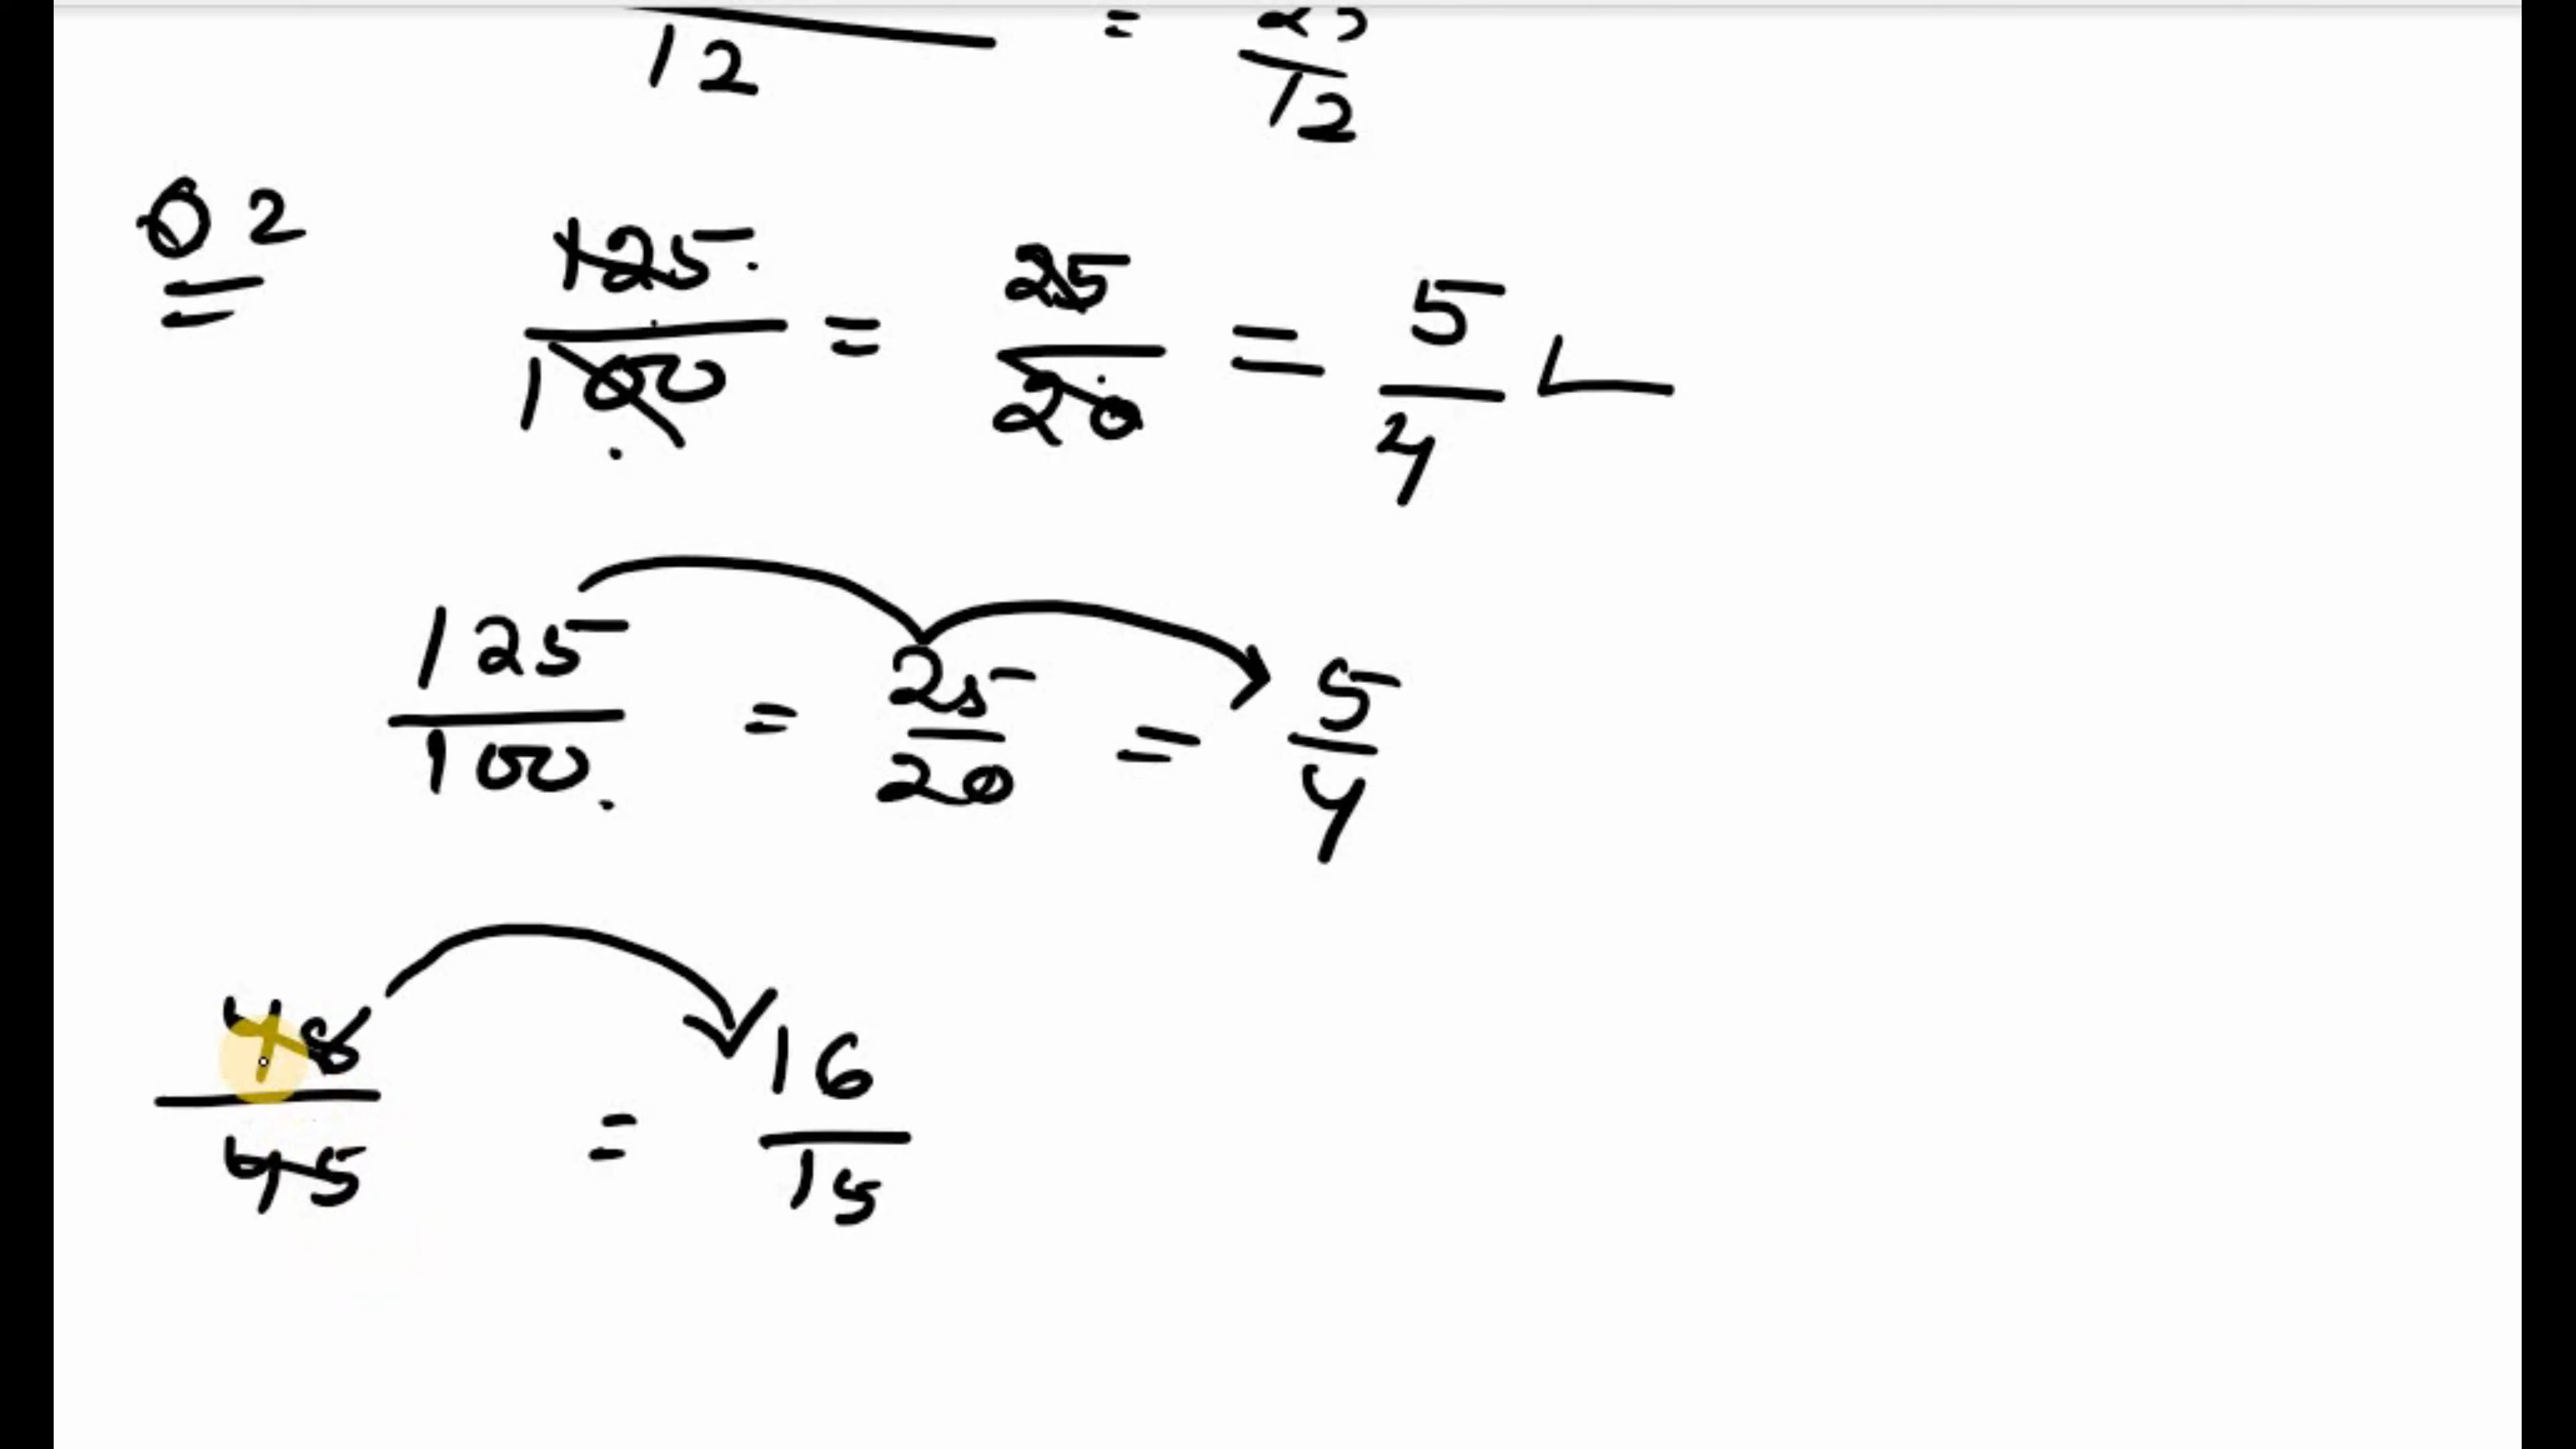 12 = 25/12
Q2 125/100 = 25/20 = 5/4
125/100 = 25/20 = 5/4
48/45 = 16/15